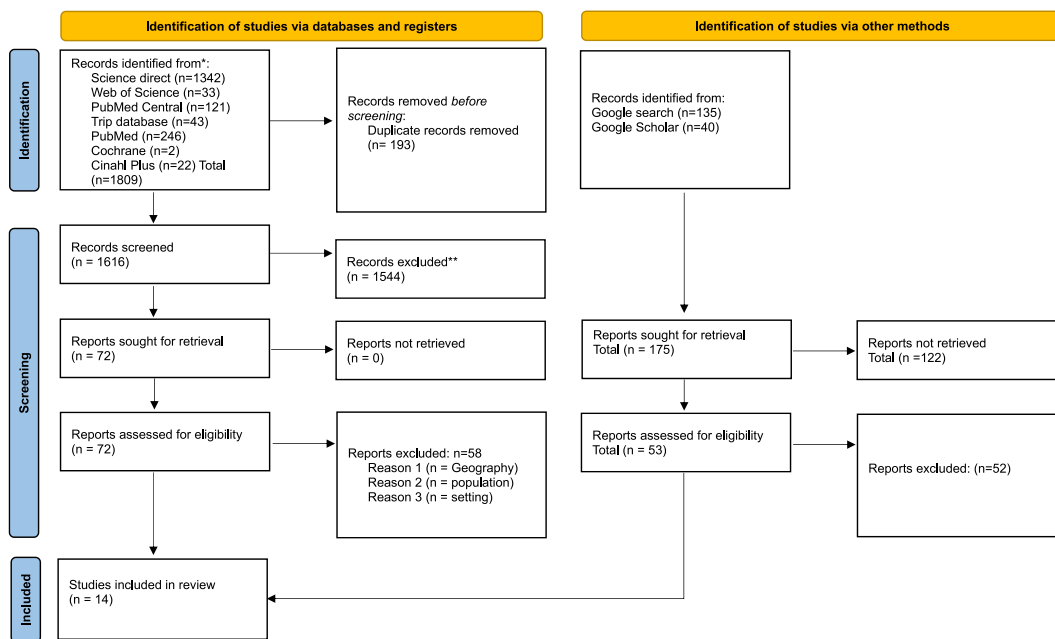 Identification of studies via databases and registers
Identification of studies via other methods
Identification
Records identified from*:
Science direct (n=1342)
Web of Science (n=33)
PubMed Central (n=121)
Trip database (n=43)
PubMed (n=246)
Cochrane (n=2)
Cinahl Plus (n=22) Total
(n=1809)
Records removed before
screening:
Duplicate records removed
(n= 193)
Records identified from:
Google search (n=135)
Google Scholar (n=40)
Screening
Records screened
(n = 1616)
Records excluded**
(n = 1544)
Reports sought for retrieval
(n = 72)
Reports not retrieved
(n = 0)
Reports sought for retrieval
Total (n = 175)
Reports not retrieved
Total (n =122)
Reports assessed for eligibility
(n = 72)
Reports excluded: n=58
Reason 1 (n = Geography)
Reason 2 (n = population)
Reason 3 (n = setting)
Reports assessed for eligibility
Total (n = 53)
Reports excluded: (n=52)
Included
Studies included in review
(n = 14)